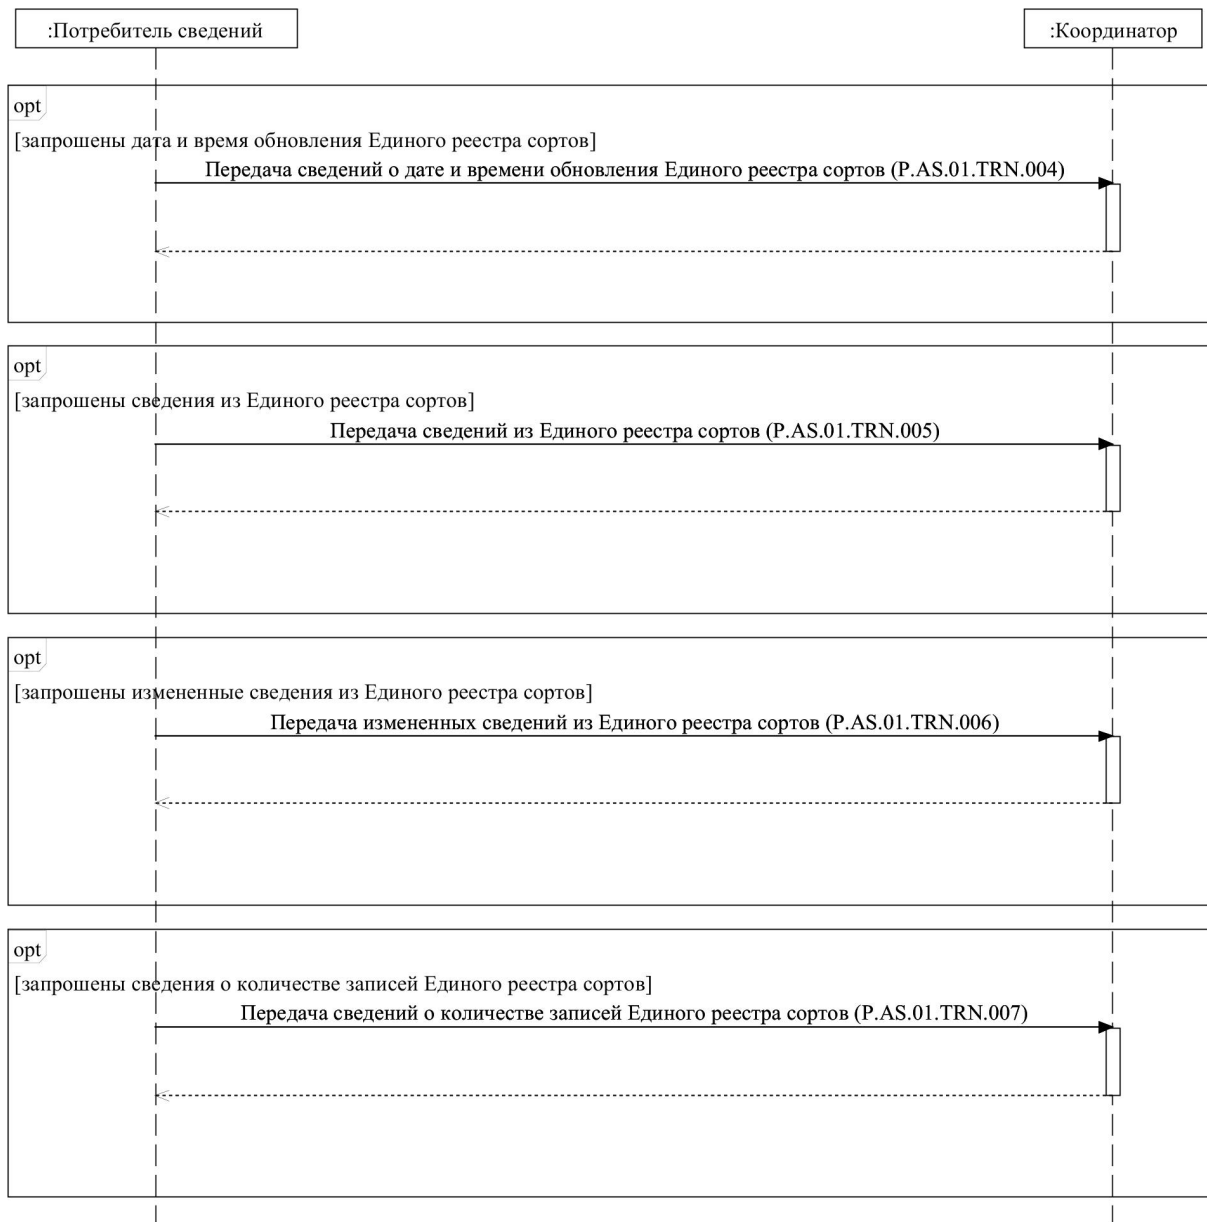 :Потребитель сведений
:Координатор
opt
[запрошены дата и время обновления Единого реестра сортов]
Передача сведений о дате и времени обновления Единого реестра сортов (P.AS.01.TRN.004)
opt
[запрошены сведения из Единого реестра сортов]
Передача сведений из Единого реестра сортов (P.AS.01.TRN.005)
opt
[запрошены измененные сведения из Единого реестра сортов]
Передача измененных сведений из Единого реестра сортов (P.AS.01.TRN.006)
opt
[запрошены сведения о количестве записей Единого реестра сортов]
Передача сведений о количестве записей Единого реестра сортов (P.AS.01.TRN.007)